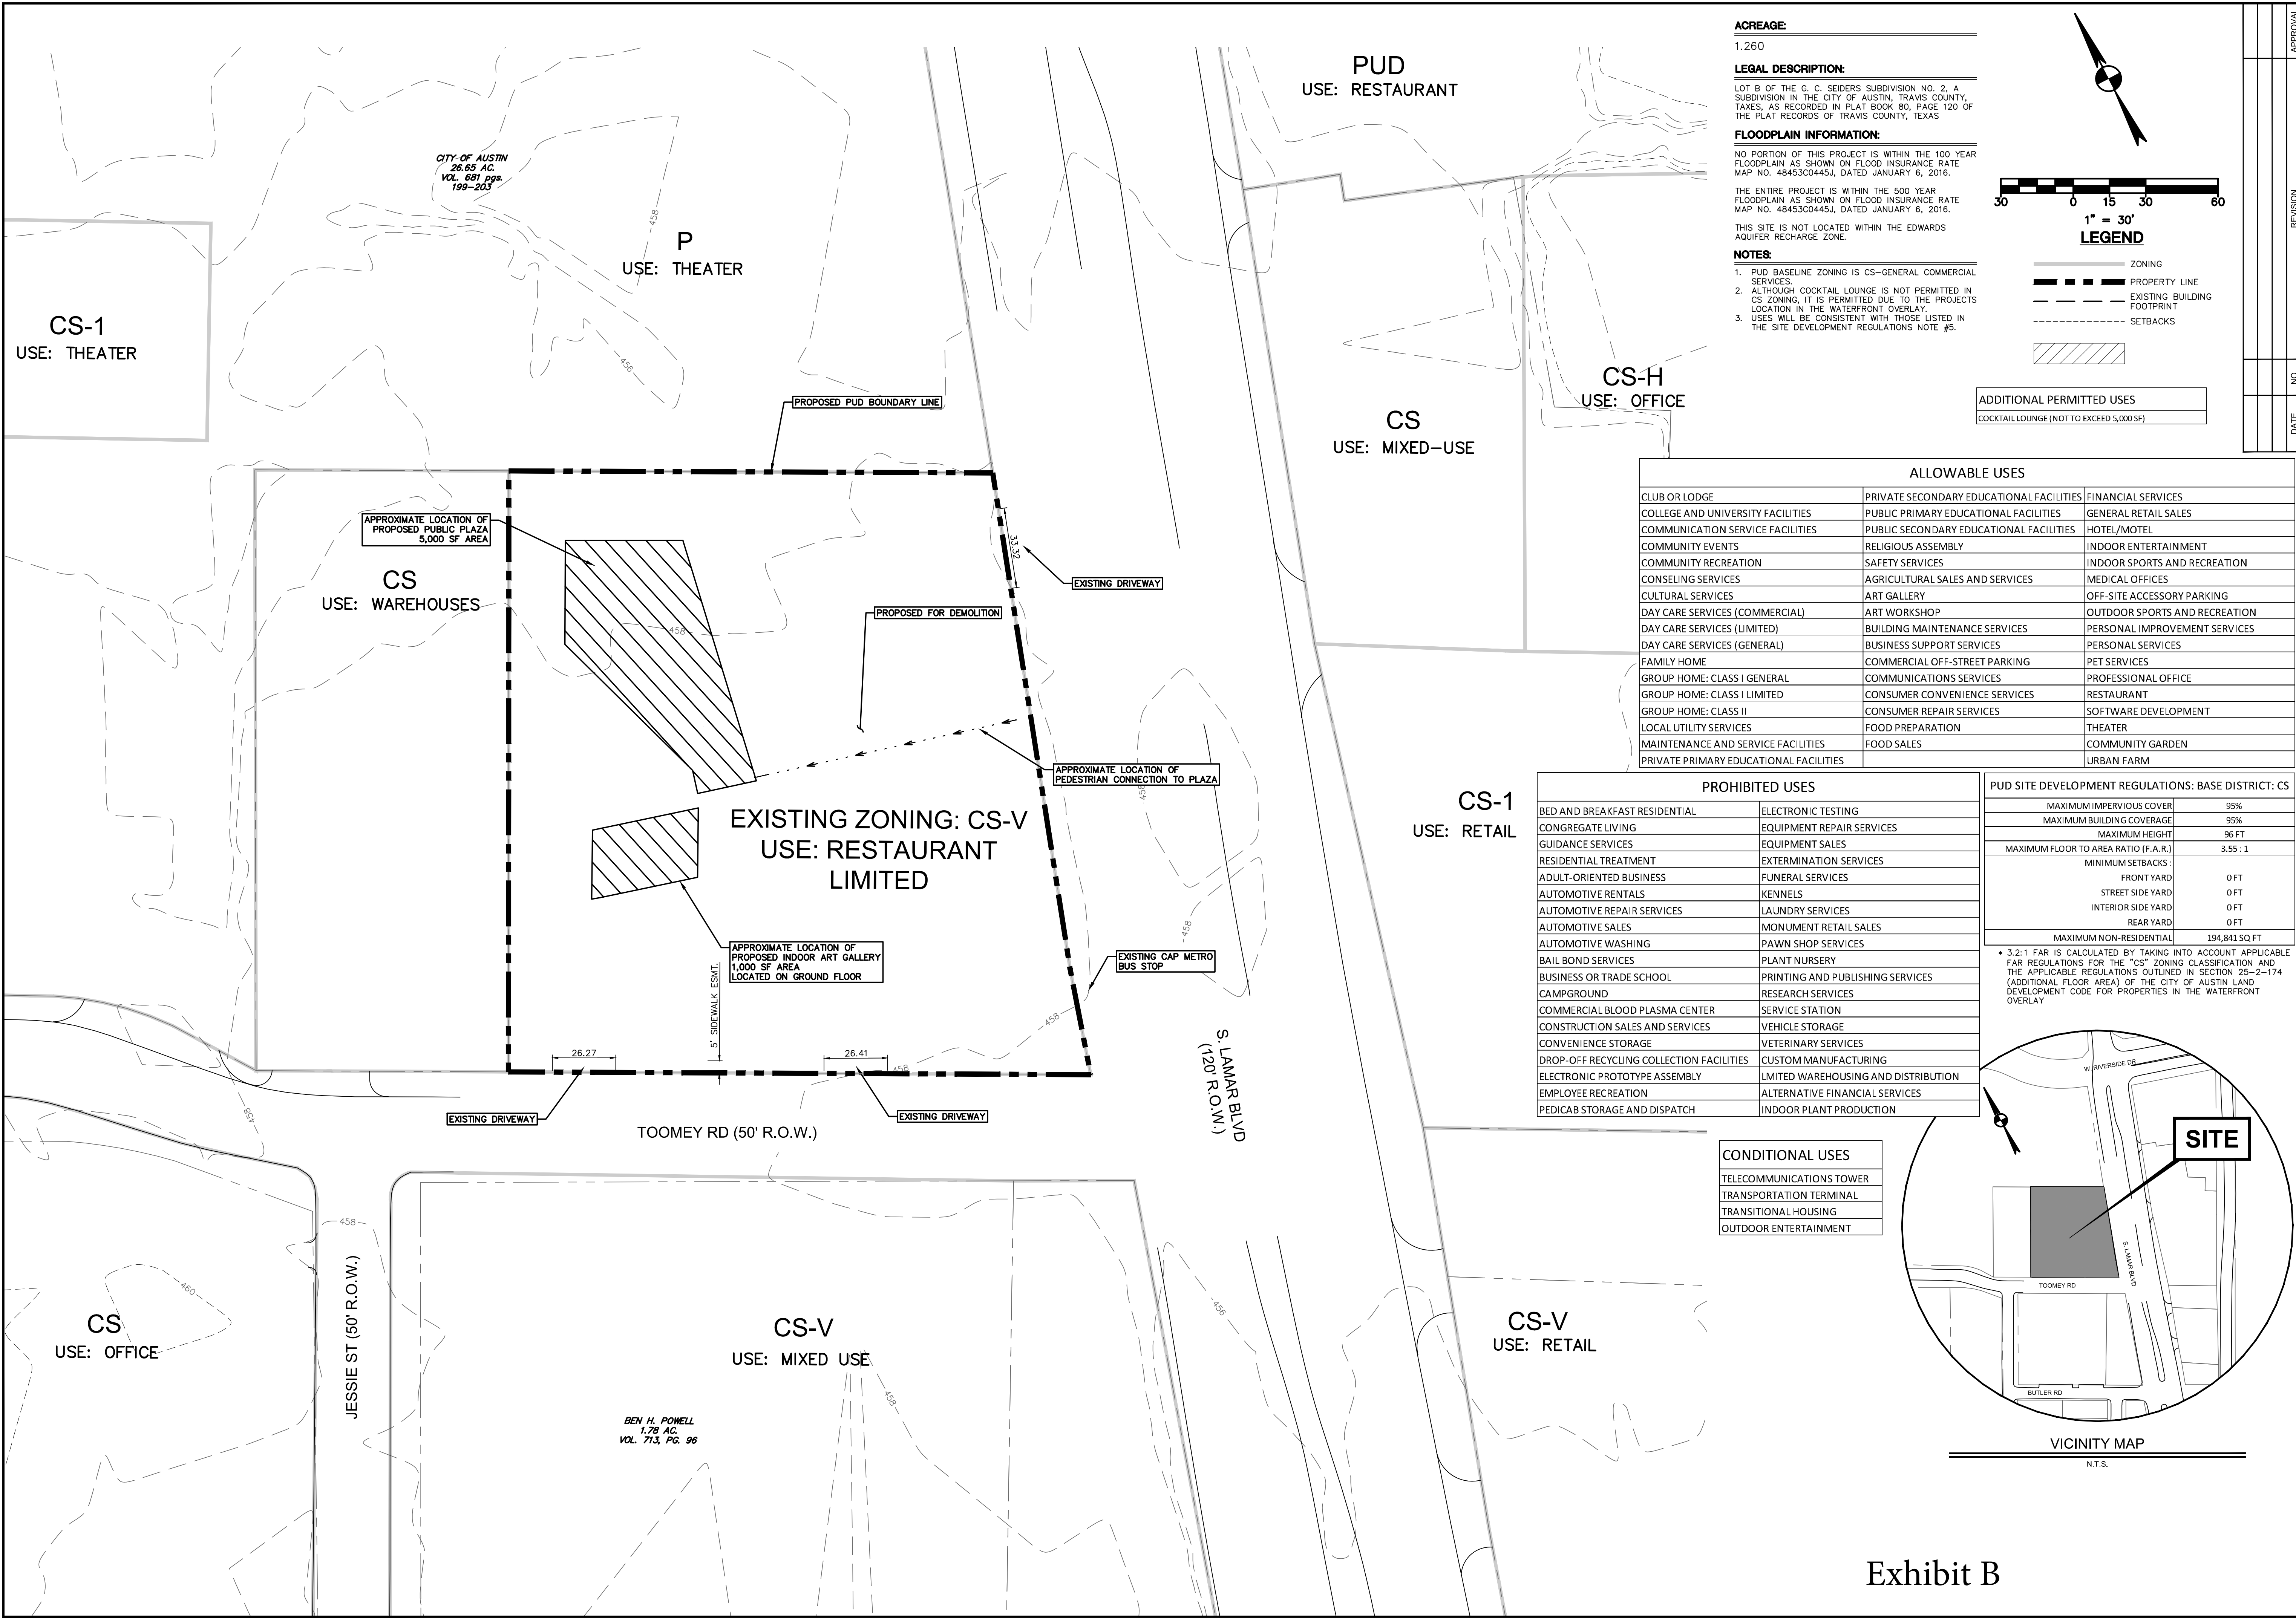 CITY OF AUSTIN
26.65 AC.
VOL. 681 pgs.
199-203
P
USE: THEATER
CS-1
USE: THEATER
458
456
PUD
USE: RESTAURANT
CS-H
USE: OFFICE
CS
USE: MIXED-USE
PROPOSED PUD BOUNDARY LINE
APPROXIMATE LOCATION OF
PROPOSED PUBLIC PLAZA
5,000 SF AREA
CS
USE: WAREHOUSES
33.32
EXISTING DRIVEWAY
PROPOSED FOR DEMOLITION
458
APPROXIMATE LOCATION OF
PEDESTRIAN CONNECTION TO PLAZA
458
EXISTING ZONING: CS-V
USE: RESTAURANT
LIMITED
CS-1
USE: RETAIL
APPROXIMATE LOCATION OF
PROPOSED INDOOR ART GALLERY
1,000 SF AREA
LOCATED ON GROUND FLOOR
EXISTING CAP METRO
BUS STOP
458
5' SIDEWALK ESMT.
458
26.27
26.41
458
EXISTING DRIVEWAY
EXISTING DRIVEWAY
TOOMEY RD (50' R.O.W.)
S. LAMAR BLVD
(120' R.O.W.)
458
458
460
CS
USE: OFFICE
JESSIE ST (50' R.O.W.)
CS-V
USE: MIXED USE
458
456
BEN H. POWELL
1.78 AC.
VOL. 713, PG. 96
CS-V
USE: RETAIL
ACREAGE:
1.260
LEGAL DESCRIPTION:
LOT B OF THE G. C. SEIDERS SUBDIVISION NO. 2, A
SUBDIVISION IN THE CITY OF AUSTIN, TRAVIS COUNTY,
TAXES, AS RECORDED IN PLAT BOOK 80, PAGE 120 OF
THE PLAT RECORDS OF TRAVIS COUNTY, TEXAS
FLOODPLAIN INFORMATION:
NO PORTION OF THIS PROJECT IS WITHIN THE 100 YEAR
FLOODPLAIN AS SHOWN ON FLOOD INSURANCE RATE
MAP NO. 48453C0445J, DATED JANUARY 6, 2016.
THE ENTIRE PROJECT IS WITHIN THE 500 YEAR
FLOODPLAIN AS SHOWN ON FLOOD INSURANCE RATE
MAP NO. 48453C0445J, DATED JANUARY 6, 2016.
THIS SITE IS NOT LOCATED WITHIN THE EDWARDS
AQUIFER RECHARGE ZONE.
NOTES:
1. PUD BASELINE ZONING IS CS-GENERAL COMMERCIAL
SERVICES.
2. ALTHOUGH COCKTAIL LOUNGE IS NOT PERMITTED IN
CS ZONING, IT IS PERMITTED DUE TO THE PROJECTS
LOCATION IN THE WATERFRONT OVERLAY.
3. USES WILL BE CONSISTENT WITH THOSE LISTED IN
THE SITE DEVELOPMENT REGULATIONS NOTE #5.
30 0 15 30 60
1" = 30'
LEGEND
ZONING
PROPERTY LINE
EXISTING BUILDING
FOOTPRINT
SETBACKS
APPROVAL
REVISION
NO.
DATE
ADDITIONAL PERMITTED USES
COCKTAIL LOUNGE (NOT TO EXCEED 5,000 SF)
ALLOWABLE USES
CLUB OR LODGE PRIVATE SECONDARY EDUCATIONAL FACILITIES FINANCIAL SERVICES
COLLEGE AND UNIVERSITY FACILITIES PUBLIC PRIMARY EDUCATIONAL FACILITIES GENERAL RETAIL SALES
COMMUNICATION SERVICE FACILITIES PUBLIC SECONDARY EDUCATIONAL FACILITIES HOTEL/MOTEL
COMMUNITY EVENTS RELIGIOUS ASSEMBLY INDOOR ENTERTAINMENT
COMMUNITY RECREATION SAFETY SERVICES INDOOR SPORTS AND RECREATION
CONSELING SERVICES AGRICULTURAL SALES AND SERVICES MEDICAL OFFICES
CULTURAL SERVICES ART GALLERY OFF-SITE ACCESSORY PARKING
DAY CARE SERVICES (COMMERCIAL) ART WORKSHOP OUTDOOR SPORTS AND RECREATION
DAY CARE SERVICES (LIMITED) BUILDING MAINTENANCE SERVICES PERSONAL IMPROVEMENT SERVICES
DAY CARE SERVICES (GENERAL) BUSINESS SUPPORT SERVICES PERSONAL SERVICES
FAMILY HOME COMMERCIAL OFF-STREET PARKING PET SERVICES
GROUP HOME: CLASS I GENERAL COMMUNICATIONS SERVICES PROFESSIONAL OFFICE
GROUP HOME: CLASS I LIMITED CONSUMER CONVENIENCE SERVICES RESTAURANT
GROUP HOME: CLASS II CONSUMER REPAIR SERVICES SOFTWARE DEVELOPMENT
LOCAL UTILITY SERVICES FOOD PREPARATION THEATER
MAINTENANCE AND SERVICE FACILITIES FOOD SALES COMMUNITY GARDEN
PRIVATE PRIMARY EDUCATIONAL FACILITIES URBAN FARM
PROHIBITED USES
BED AND BREAKFAST RESIDENTIAL ELECTRONIC TESTING
CONGREGATE LIVING EQUIPMENT REPAIR SERVICES
GUIDANCE SERVICES EQUIPMENT SALES
RESIDENTIAL TREATMENT EXTERMINATION SERVICES
ADULT-ORIENTED BUSINESS FUNERAL SERVICES
AUTOMOTIVE RENTALS KENNELS
AUTOMOTIVE REPAIR SERVICES LAUNDRY SERVICES
AUTOMOTIVE SALES MONUMENT RETAIL SALES
AUTOMOTIVE WASHING PAWN SHOP SERVICES
BAIL BOND SERVICES PLANT NURSERY
BUSINESS OR TRADE SCHOOL PRINTING AND PUBLISHING SERVICES
CAMPGROUND RESEARCH SERVICES
COMMERCIAL BLOOD PLASMA CENTER SERVICE STATION
CONSTRUCTION SALES AND SERVICES VEHICLE STORAGE
CONVENIENCE STORAGE VETERINARY SERVICES
DROP-OFF RECYCLING COLLECTION FACILITIES CUSTOM MANUFACTURING
ELECTRONIC PROTOTYPE ASSEMBLY LMITED WAREHOUSING AND DISTRIBUTION
EMPLOYEE RECREATION ALTERNATIVE FINANCIAL SERVICES
PEDICAB STORAGE AND DISPATCH INDOOR PLANT PRODUCTION
PUD SITE DEVELOPMENT REGULATIONS: BASE DISTRICT: CS
MAXIMUM IMPERVIOUS COVER 95%
MAXIMUM BUILDING COVERAGE 95%
MAXIMUM HEIGHT 96 FT
MAXIMUM FLOOR TO AREA RATIO (F.A.R.) 3.55 : 1
MINIMUM SETBACKS :
FRONT YARD 0 FT
STREET SIDE YARD 0 FT
INTERIOR SIDE YARD 0 FT
REAR YARD 0 FT
MAXIMUM NON-RESIDENTIAL 194,841 SQ FT
* 3.2:1 FAR IS CALCULATED BY TAKING INTO ACCOUNT APPLICABLE
FAR REGULATIONS FOR THE "CS" ZONING CLASSIFICATION AND
THE APPLICABLE REGULATIONS OUTLINED IN SECTION 25-2-174
(ADDITIONAL FLOOR AREA) OF THE CITY OF AUSTIN LAND
DEVELOPMENT CODE FOR PROPERTIES IN THE WATERFRONT
OVERLAY
CONDITIONAL USES
TELECOMMUNICATIONS TOWER
TRANSPORTATION TERMINAL
TRANSITIONAL HOUSING
OUTDOOR ENTERTAINMENT
W. RIVERSIDE DR.
SITE
S. LAMAR BLVD
TOOMEY RD
BUTLER RD
VICINITY MAP
N.T.S.
Exhibit B